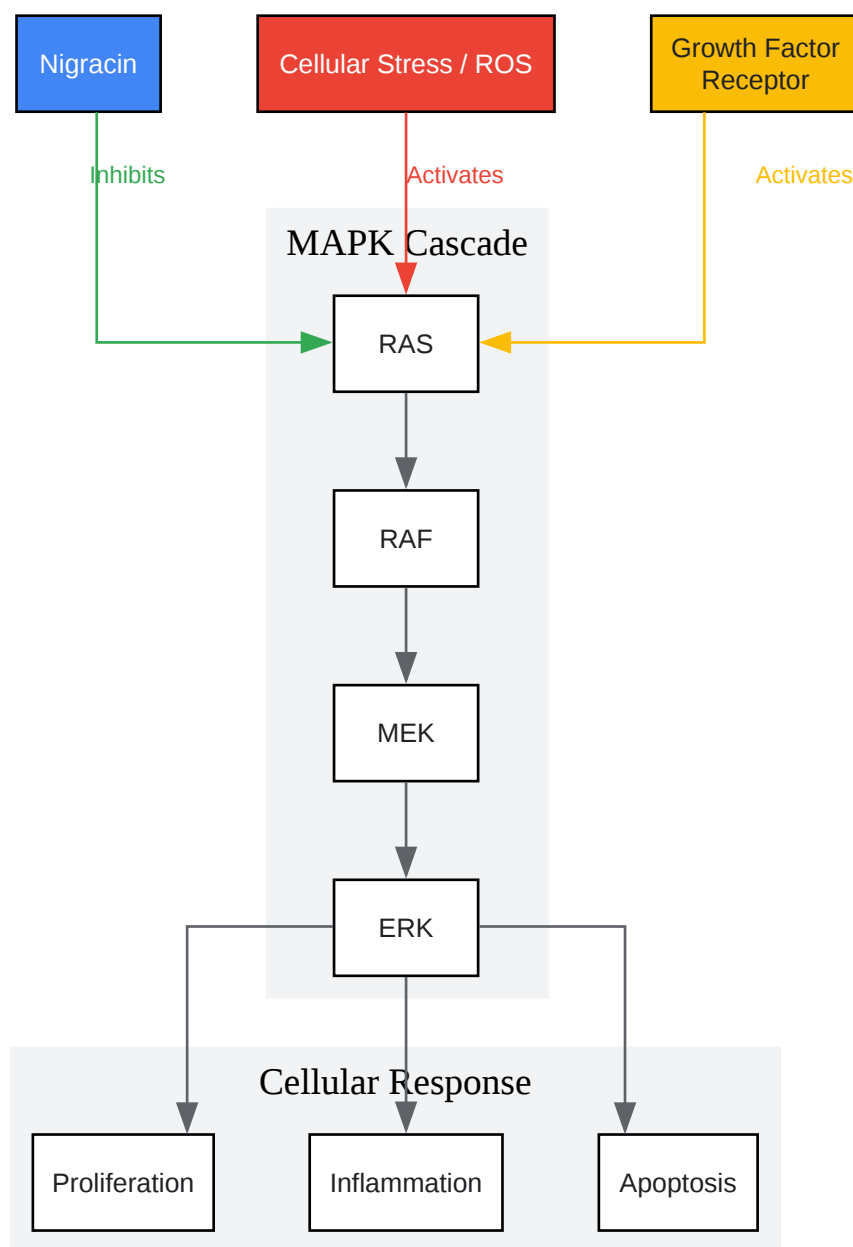 Nigracin
Cellular Stress / ROS
Growth Factor
Receptor
Inhibits
Activates
Activates
MAPK Cascade
RAS
RAF
MEK
ERK
Cellular Response
Proliferation
Inflammation
Apoptosis